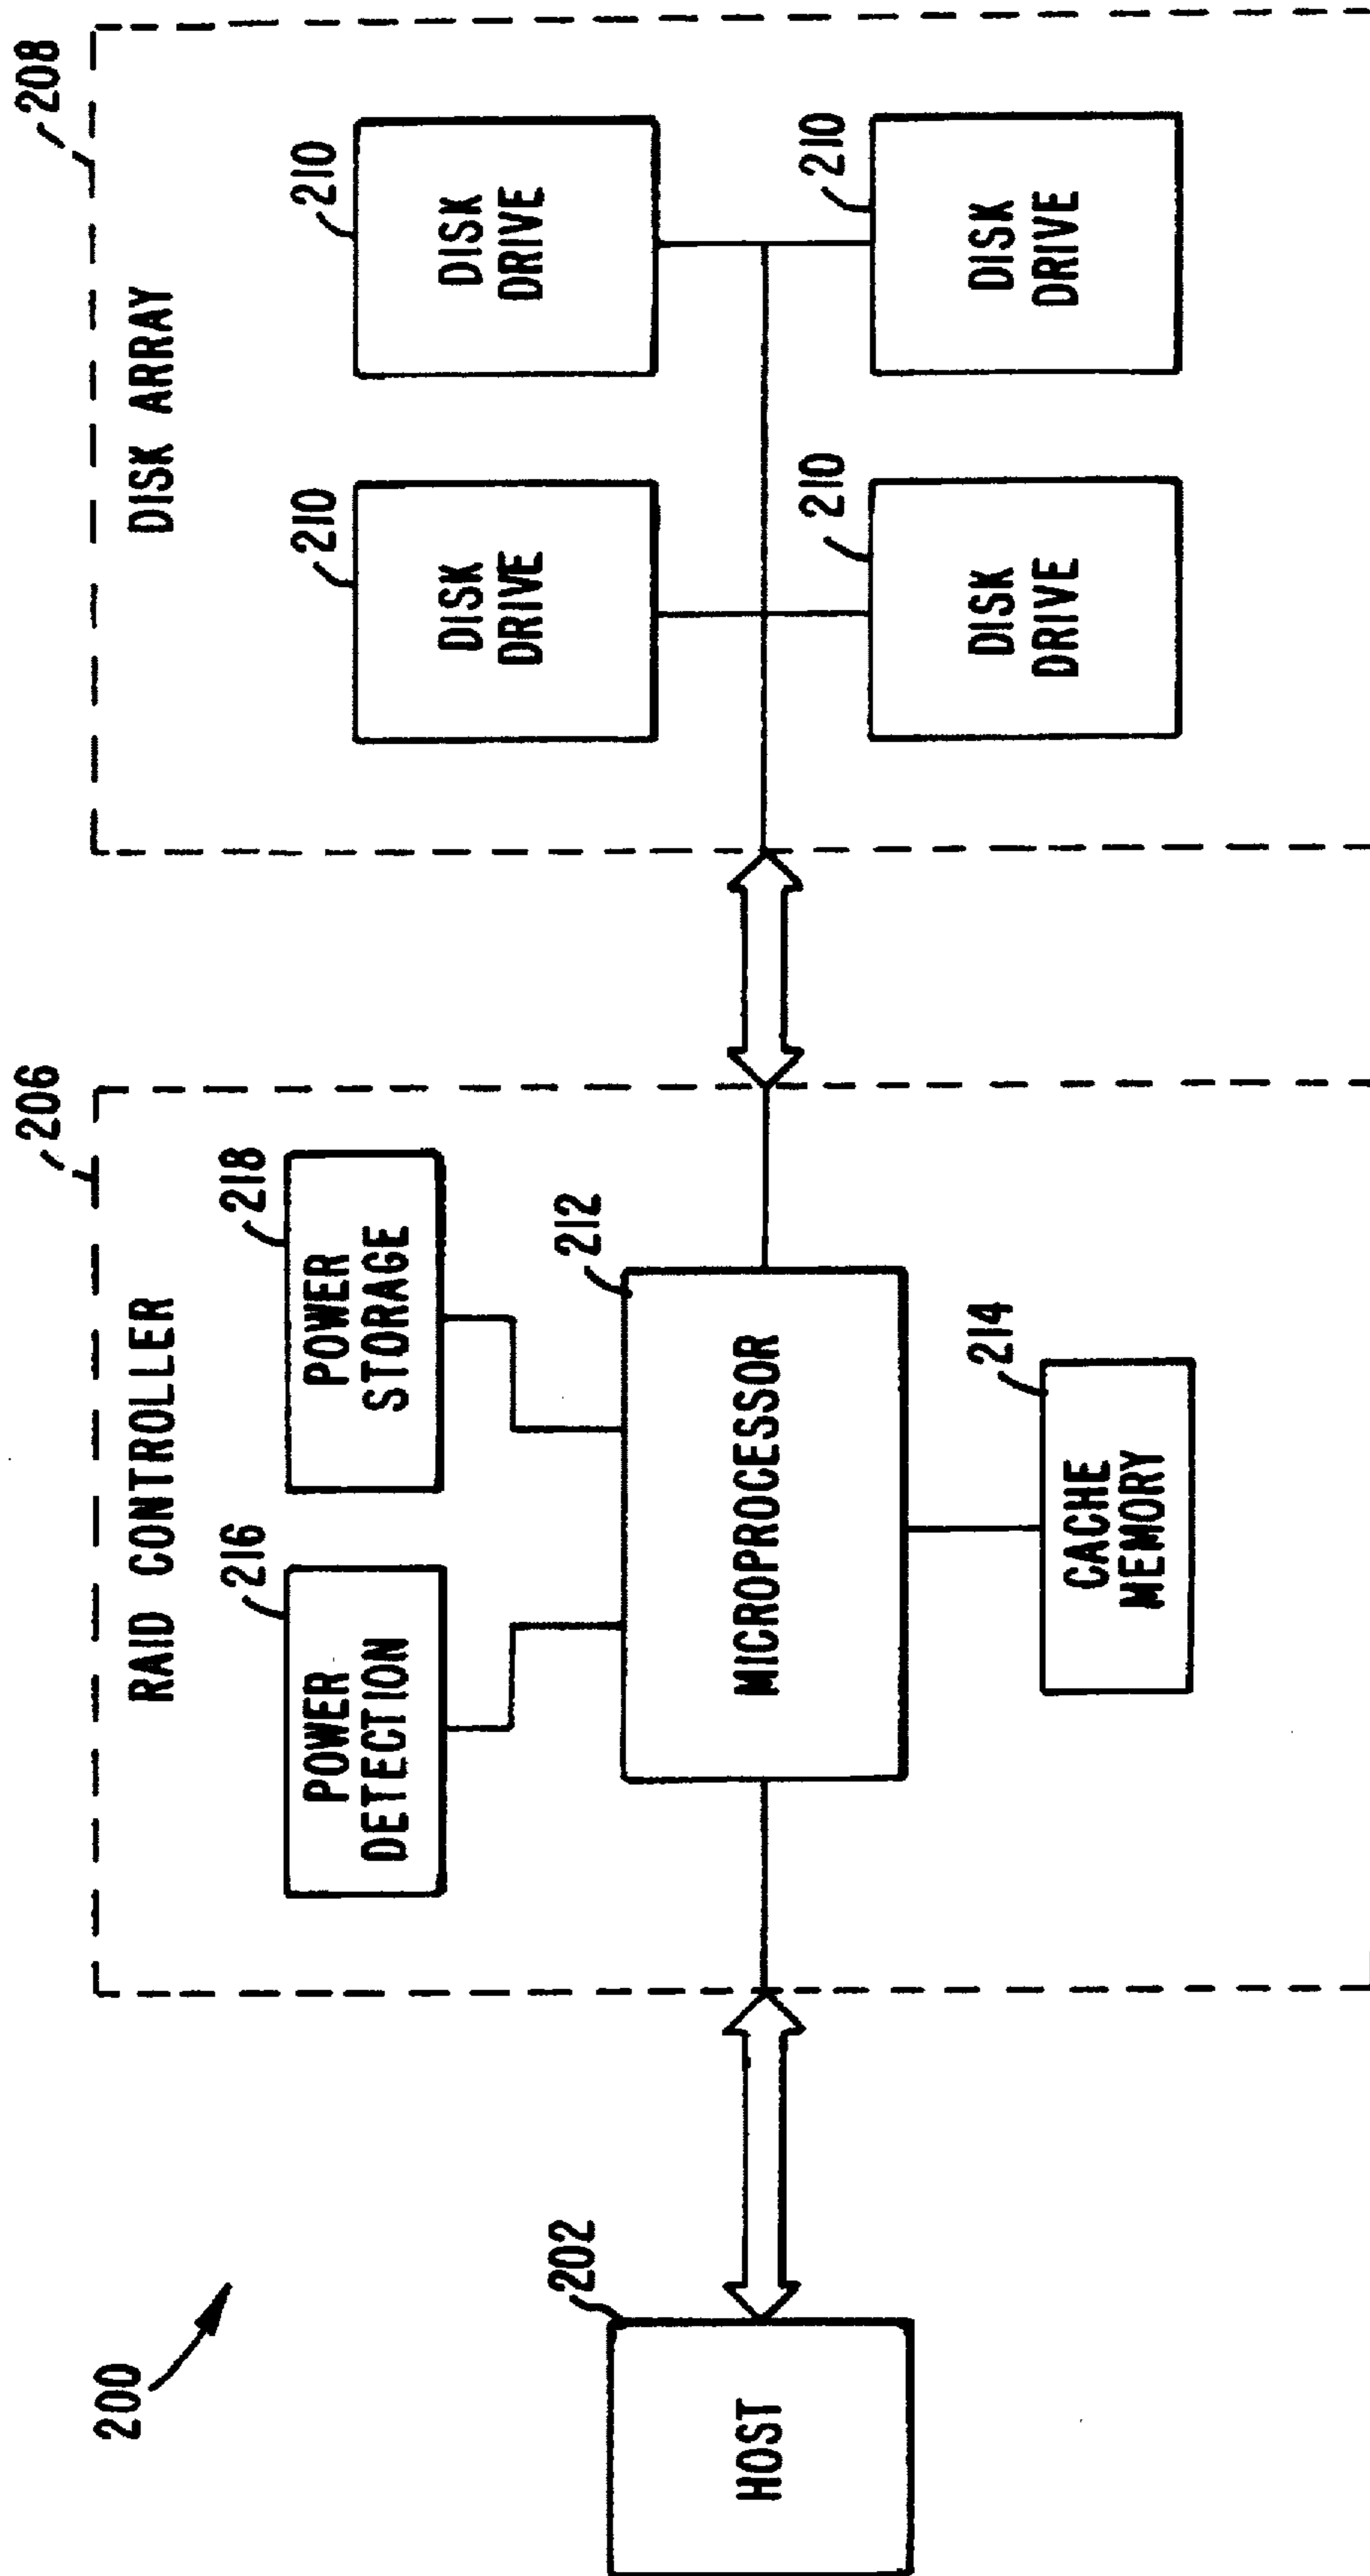 200
HOST
202
RAID CONTROLLER
206
POWER
DETECTION
216
POWER
STORAGE
218
MICROPROCESSOR
212
CACHE
MEMORY
214
DISK ARRAY
208
DISK
DRIVE
210
DISK
DRIVE
210
DISK
DRIVE
210
DISK
DRIVE
210